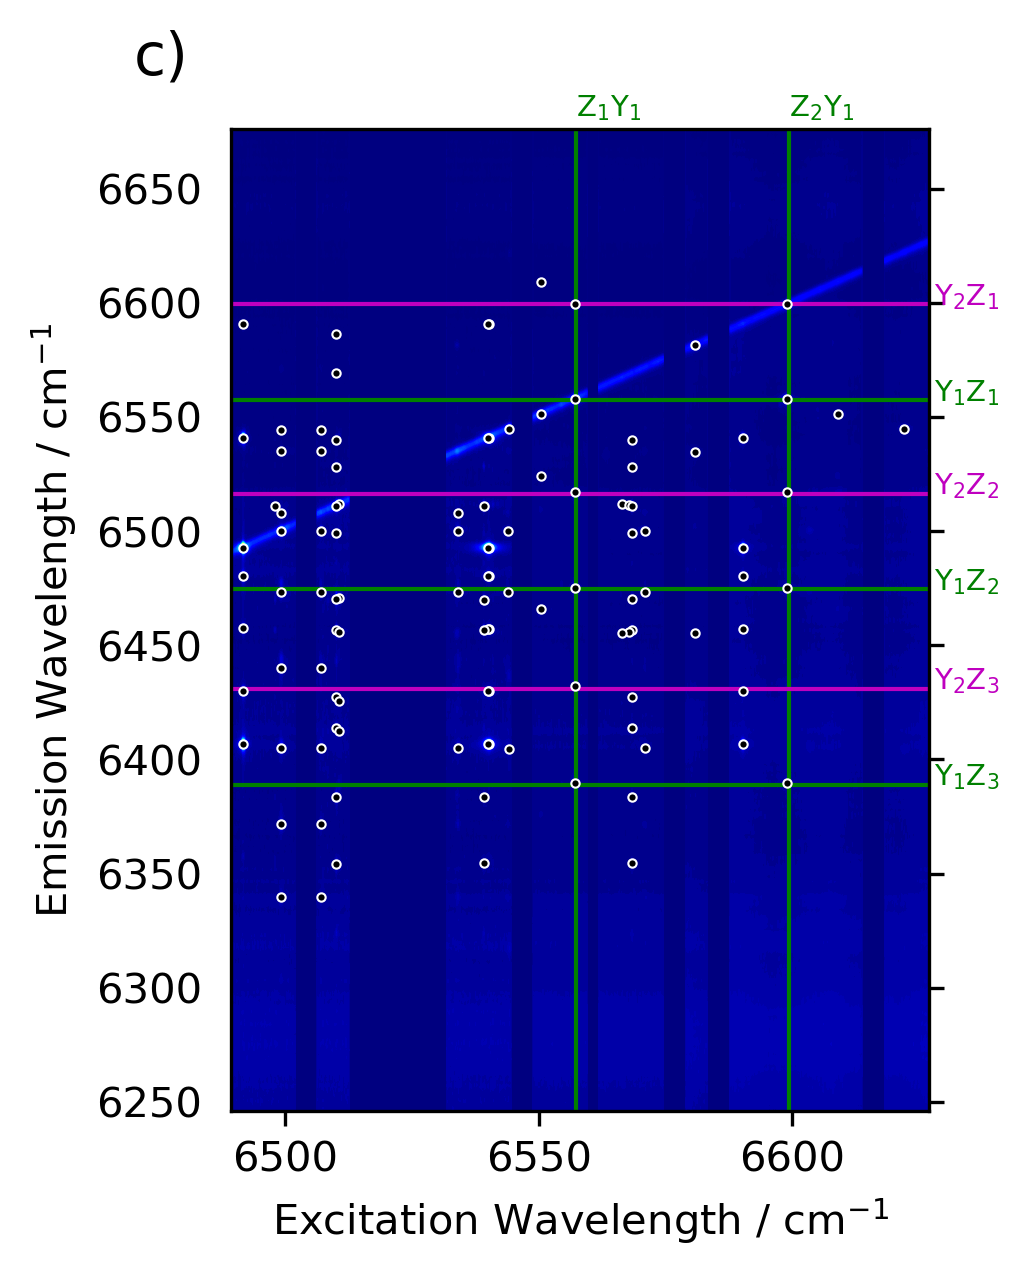 c)
Z₁Y₁ Z₂Y₁
6650
6600 Y₂Z₁
Y₁Z₁
6550
Y₂Z₂
6500
Y₁Z₂
6450
Y₂Z₃
6400
Y₁Z₃
6350
6300
6250
Emission Wavelength / cm⁻¹
6500 6550 6600
Excitation Wavelength / cm⁻¹